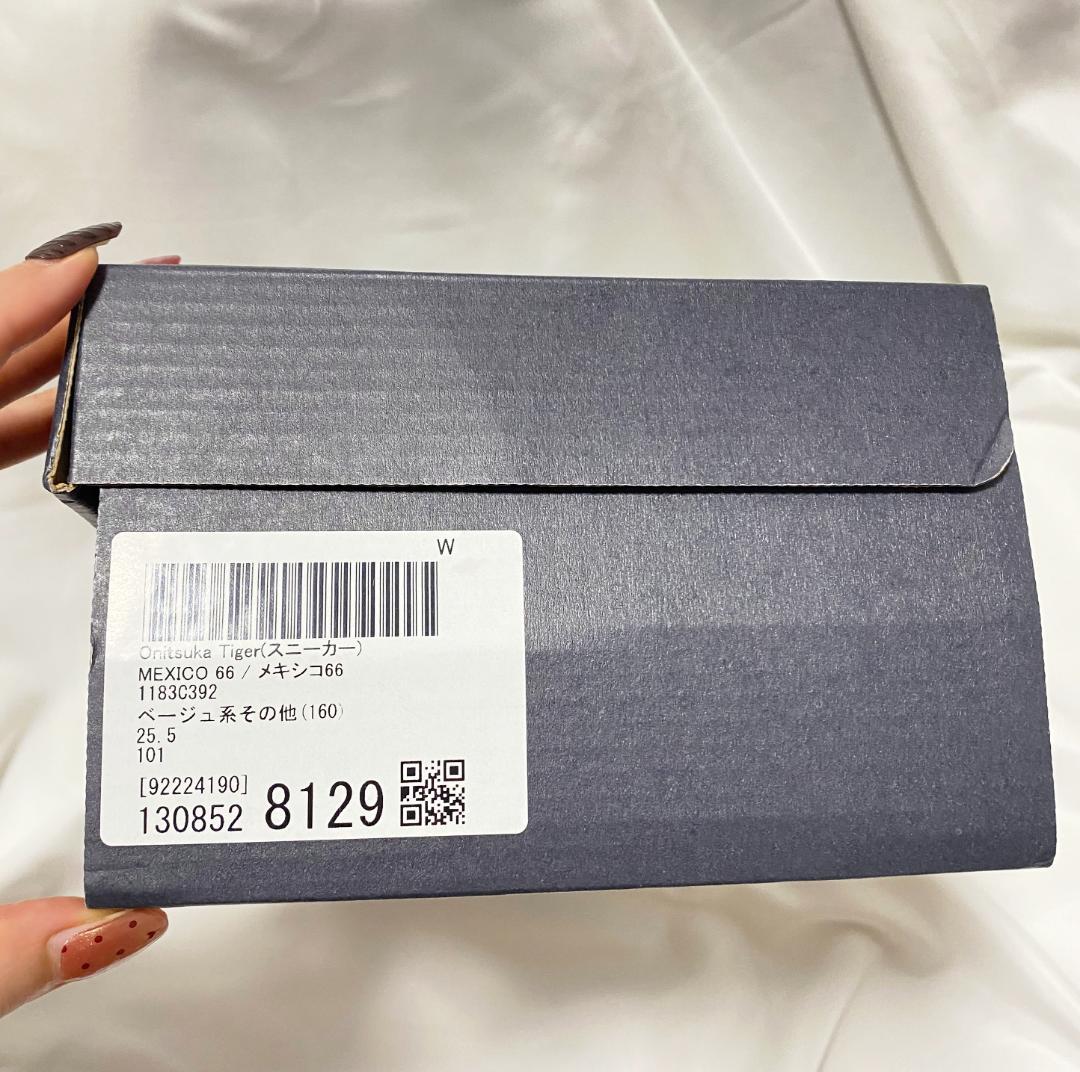 W
Onitsuka Tiger(スニーカー)
MEXICO 66 / メキシコ66
1183C392
ベージュ系その他(160)
25.5
101
[92224190]
130852 8129